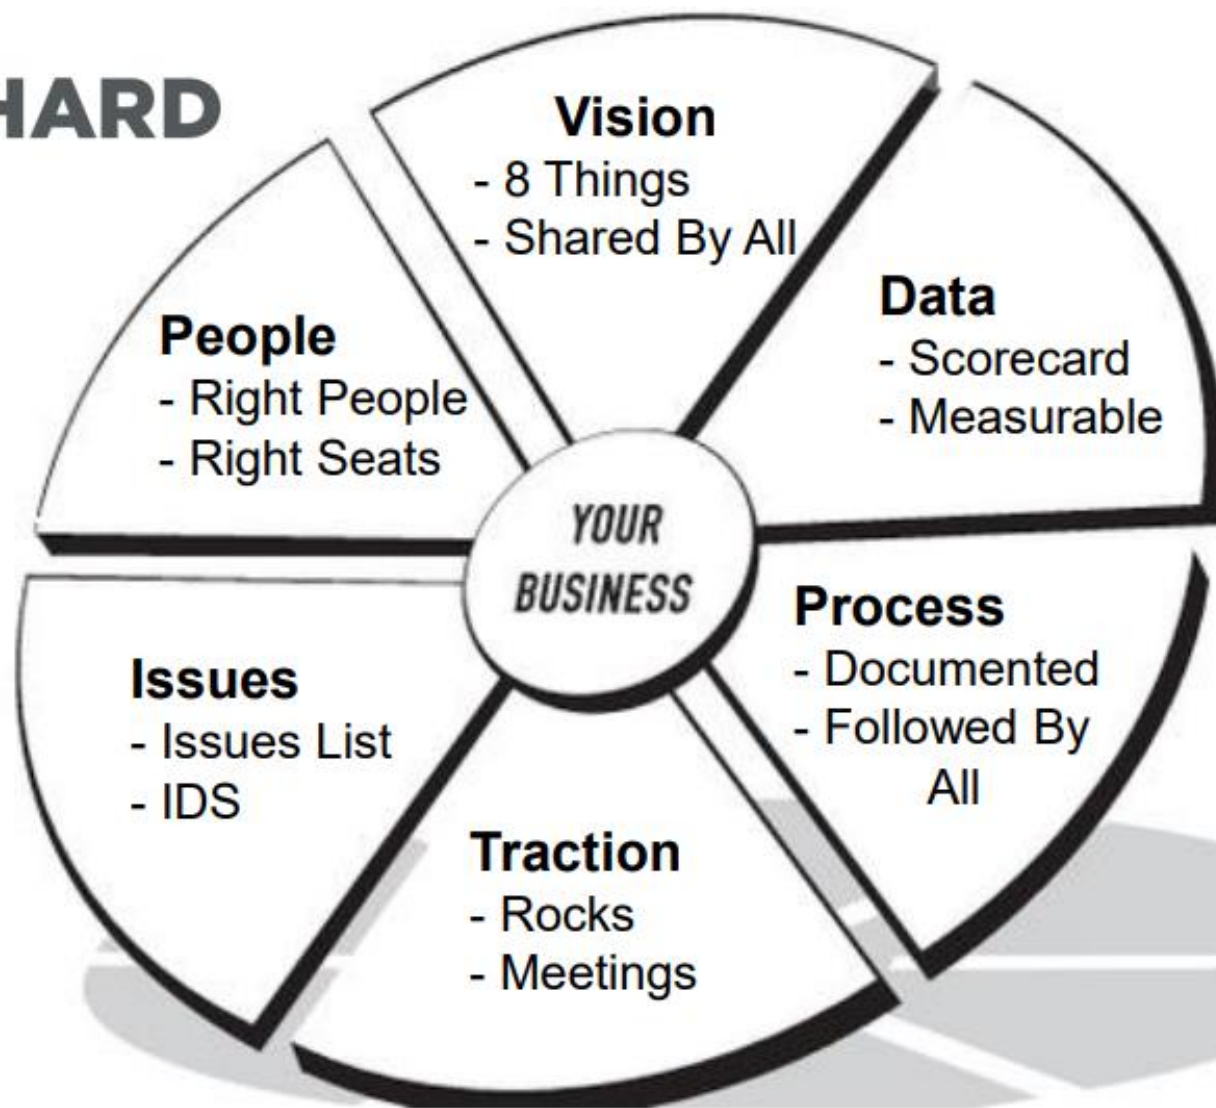 HARD
Vision
- 8 Things
- Shared By All
Data
- Scorecard
- Measurable
People
- Right People
- Right Seats
YOUR
BUSINESS
Process
- Documented
- Followed By
All
Issues
- Issues List
- IDS
Traction
- Rocks
- Meetings